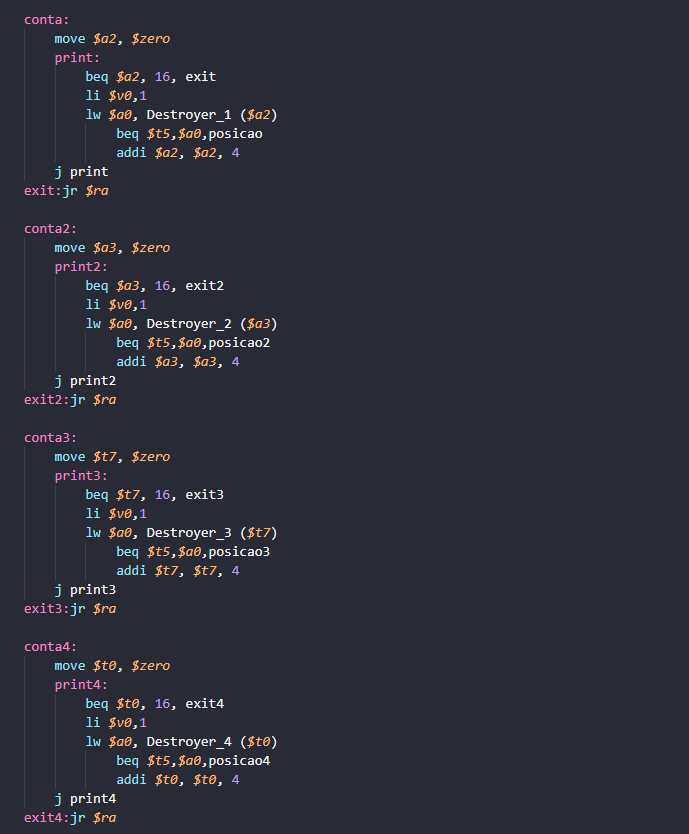 conta:
move $a2, $zero
print:
beq $a2, 16, exit
li $v0,1
lw $a0, Destroyer_1 ($a2)
beq $t5,$a0,posicao
addi $a2, $a2, 4
j print
exit:jr $ra
conta2:
move $a3, $zero
print2:
beq $a3, 16, exit2
li $v0,1
lw $a0, Destroyer_2 ($a3)
beq $t5,$a0,posicao2
addi $a3, $a3, 4
j print2
exit2:jr $ra
conta3:
move $t7, $zero
print3:
beq $t7, 16, exit3
li $v0,1
lw $a0, Destroyer_3 ($t7)
beq $t5,$a0,posicao3
addi $t7, $t7, 4
j print3
exit3:jr $ra
conta4:
move $t0, $zero
print4:
beq $t0, 16, exit4
li $v0,1
lw $a0, Destroyer_4 ($t0)
beq $t5,$a0,posicao4
addi $t0, $t0, 4
j print4
exit4:jr $ra